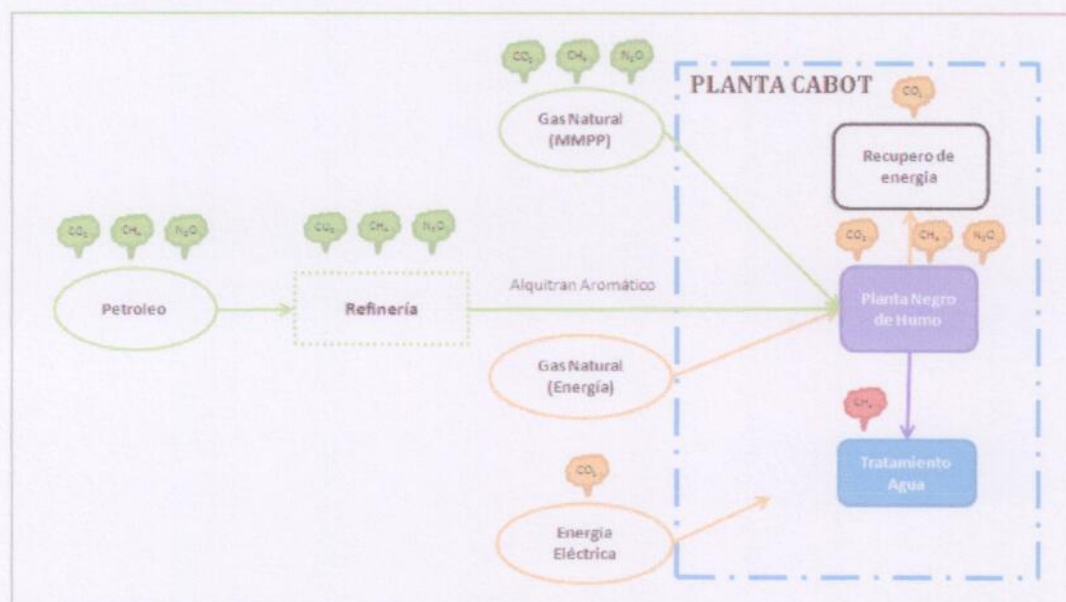 CO₂ CH₄ N₂O
Gas Natural
(MMPP)
PLANTA CABOT
CO₂
Recupero de
energía
CO₂ CH₄ N₂O
Petroleo
CO₂ CH₄ N₂O
Refinería
Alquitran Aromático
CO₂ CH₄ N₂O
Planta Negro
de Humo
Gas Natural
(Energía)
CH₄
Tratamiento
Agua
CO₂
Energía
Eléctrica